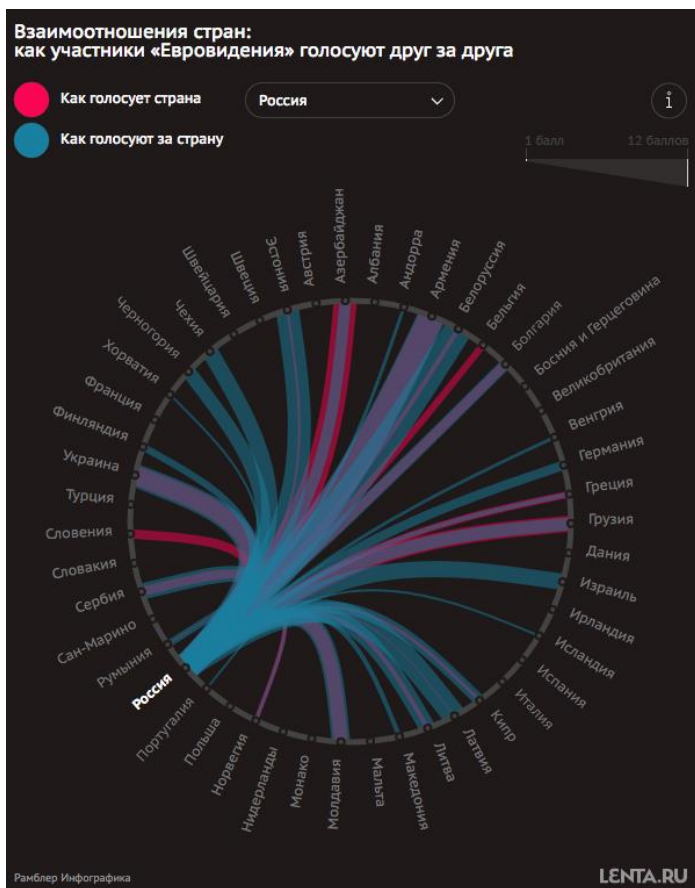 Взаимоотношения стран:
как участники «Евровидения» голосуют друг за друга
Как голосует страна
Россия
i
Как голосуют за страну
1 балл
12 баллов
Австрия
Азербайджан
Албания
Андорра
Армения
Белоруссия
Бельгия
Болгария
Босния и Герцеговина
Великобритания
Венгрия
Германия
Греция
Грузия
Дания
Израиль
Ирландия
Исландия
Испания
Италия
Кипр
Латвия
Литва
Македония
Мальта
Молдавия
Монако
Нидерланды
Норвегия
Польша
Португалия
Россия
Румыния
Сан-Марино
Сербия
Словакия
Словения
Турция
Украина
Финляндия
Франция
Хорватия
Черногория
Чехия
Швейцария
Швеция
Эстония
Рамблер Инфографика
LENTA.RU